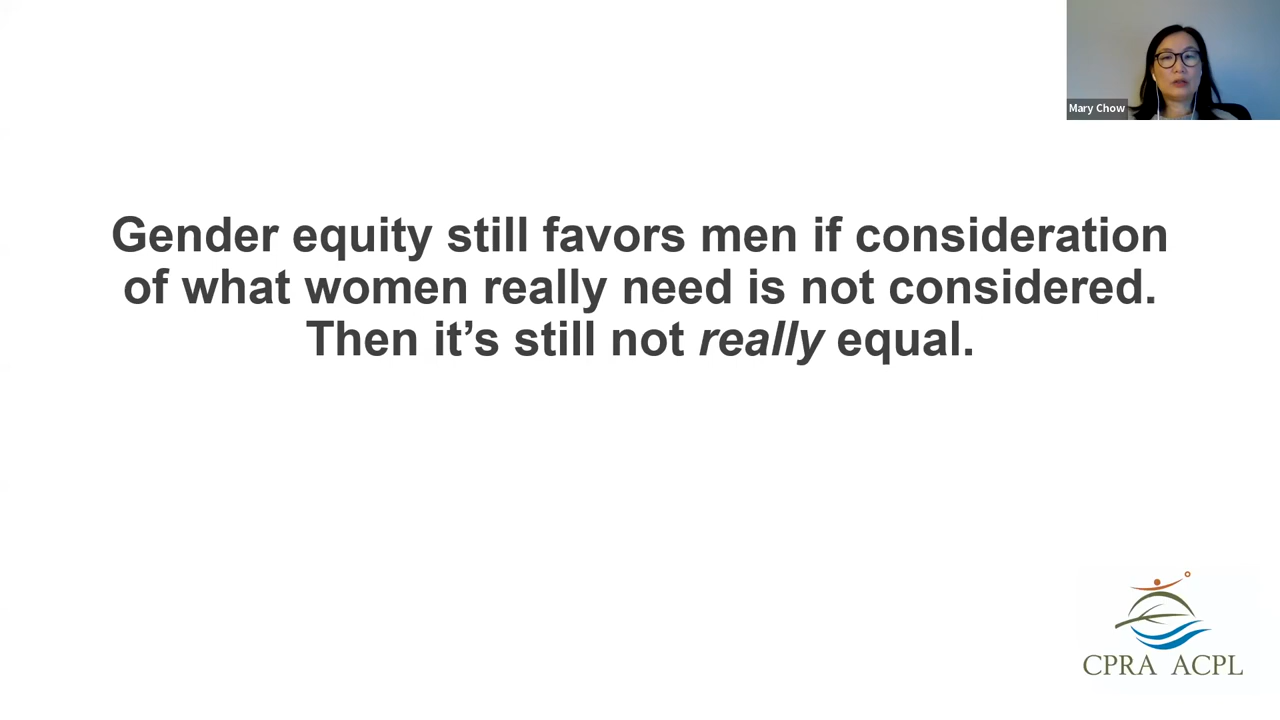 Mary Chow
Gender equity still favors men if consideration
of what women really need is not considered.
Then it’s still not really equal.
CPRA ACPL